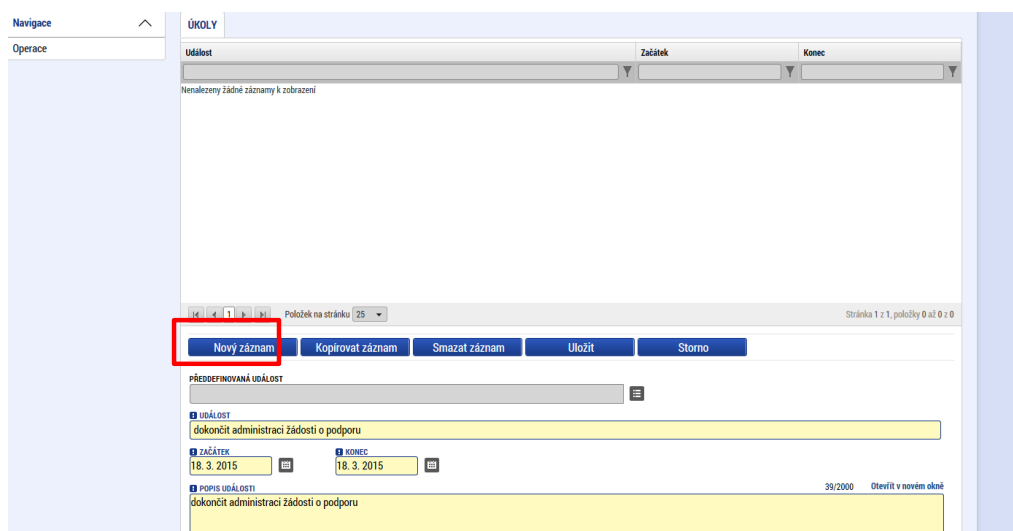 Navigace
Operace
ÚKOLY
Událost Začátek Konec
Nenalezeny žádné záznamy k zobrazení
1 Položek na stránku 25 Stránka 1 z 1, položky 0 až 0 z 0
Nový záznam Kopírovat záznam Smazat záznam Uložit Storno
PŘEDDEFINOVANÁ UDÁLOST
UDÁLOST
dokončit administraci žádosti o podporu
ZAČÁTEK KONEC
18. 3. 2015 18. 3. 2015
POPIS UDÁLOSTI 39/2000 Otevřít v novém okně
dokončit administraci žádosti o podporu